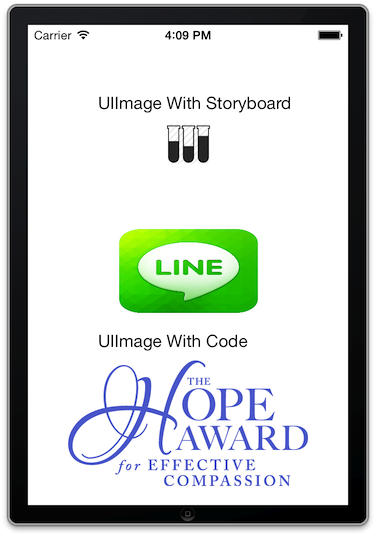 Carrier 4:09 PM
UIImage With Storyboard
LINE
UIImage With Code
THE
HOPE
AWARD
for EFFECTIVE
COMPASSION